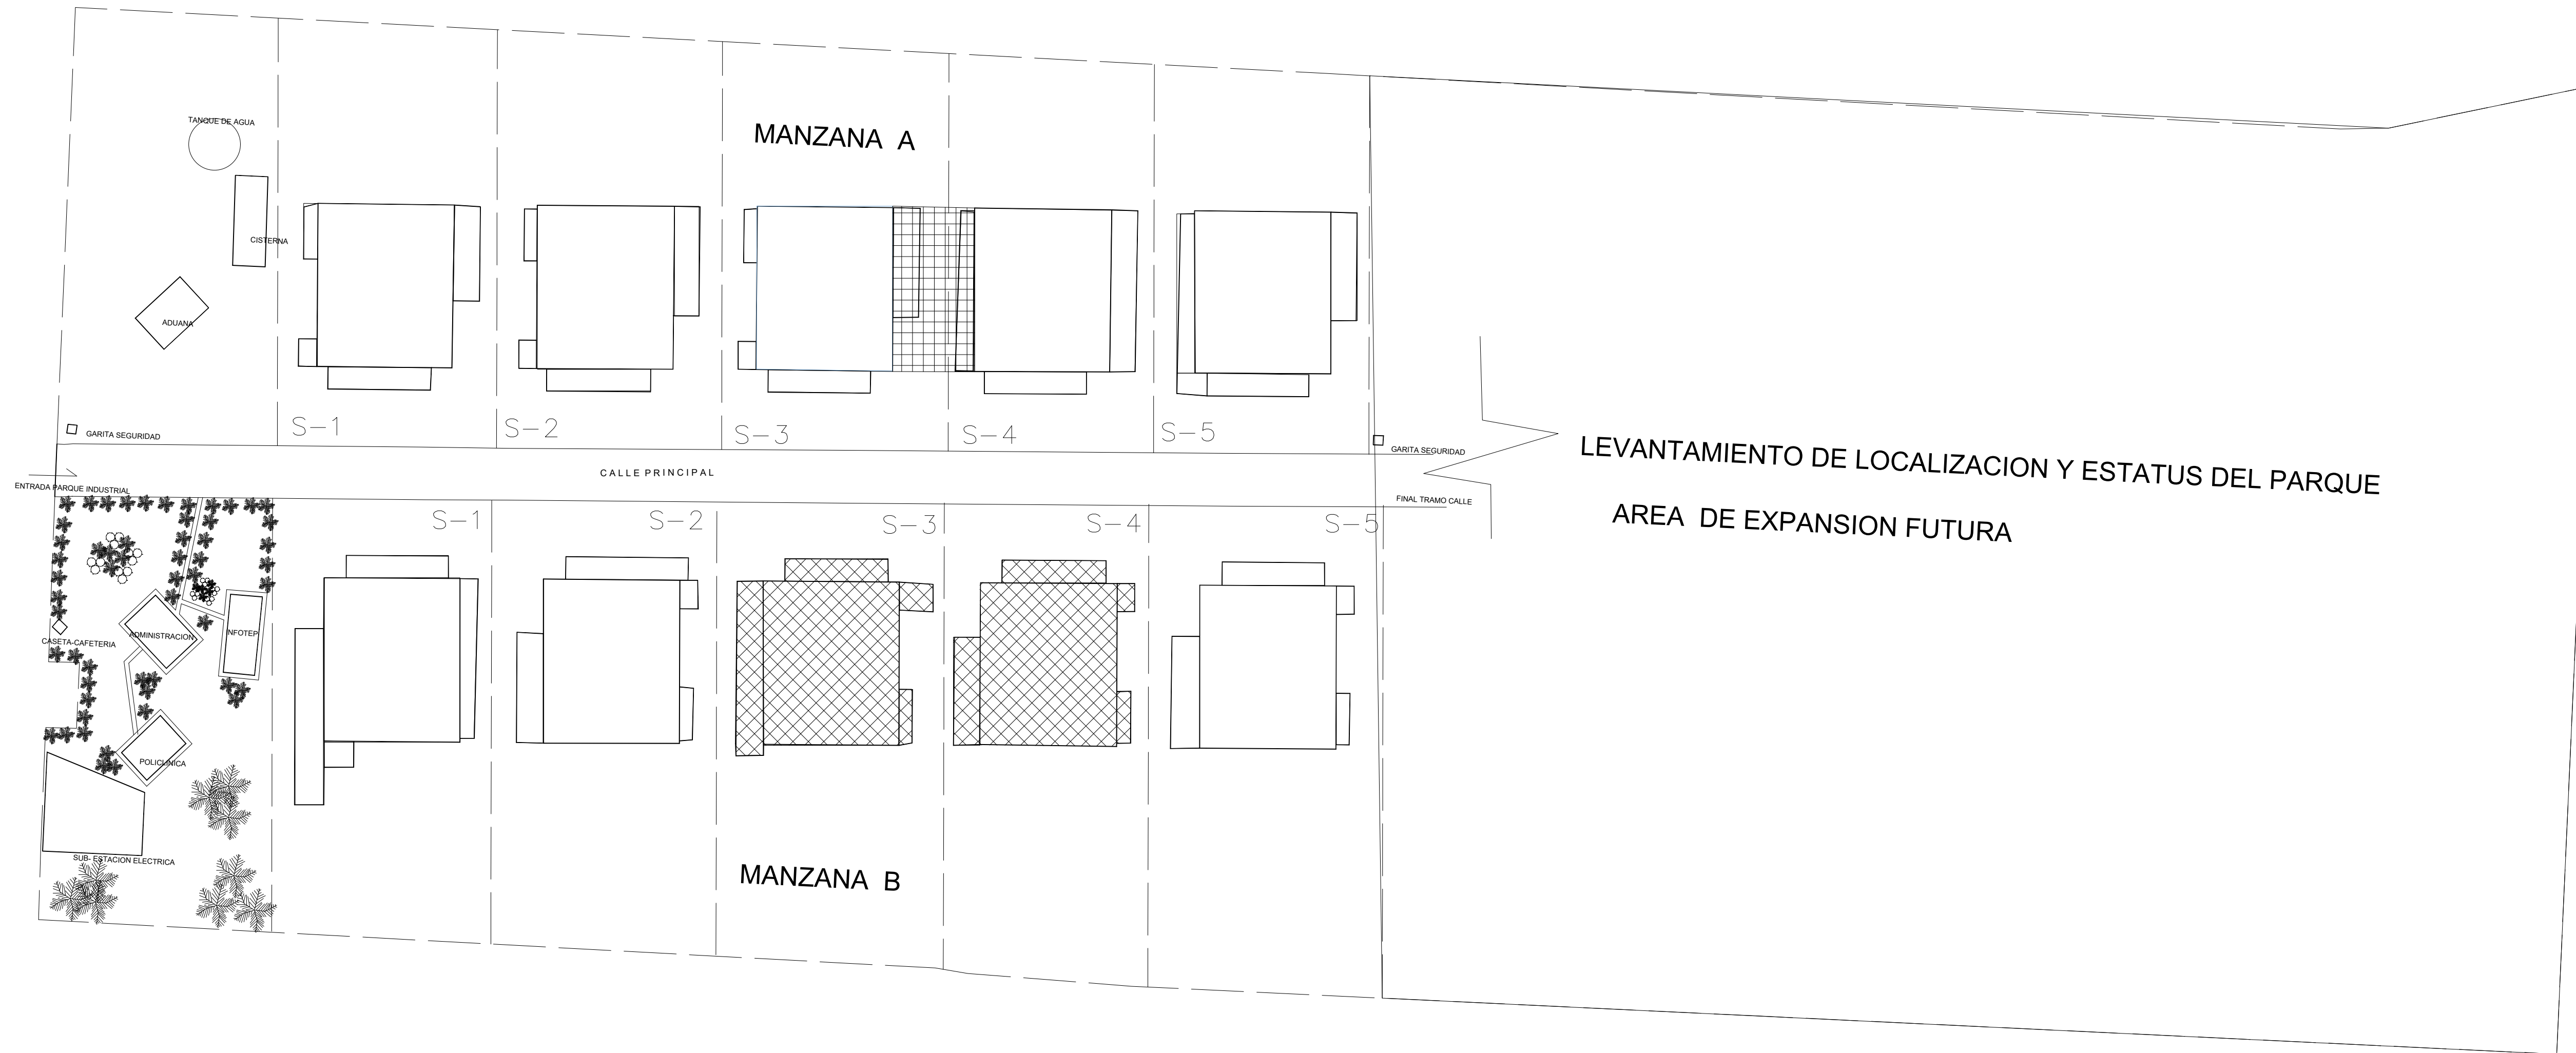 TANQUE DE AGUA
MANZANA A
CISTERNA
ADUANA
S-1
S-2
S-3
S-4
S-5
GARITA SEGURIDAD
GARITA SEGURIDAD
LEVANTAMIENTO DE LOCALIZACION Y ESTATUS DEL PARQUE
AREA DE EXPANSION FUTURA
CALLE PRINCIPAL
ENTRADA PARQUE INDUSTRIAL
FINAL TRAMO CALLE
S-1
S-2
S-3
S-4
S-5
CASETA-CAFETERIA
ADMINISTRACION
INFOTEP
POLICLINICA
SUB- ESTACION ELECTRICA
MANZANA B